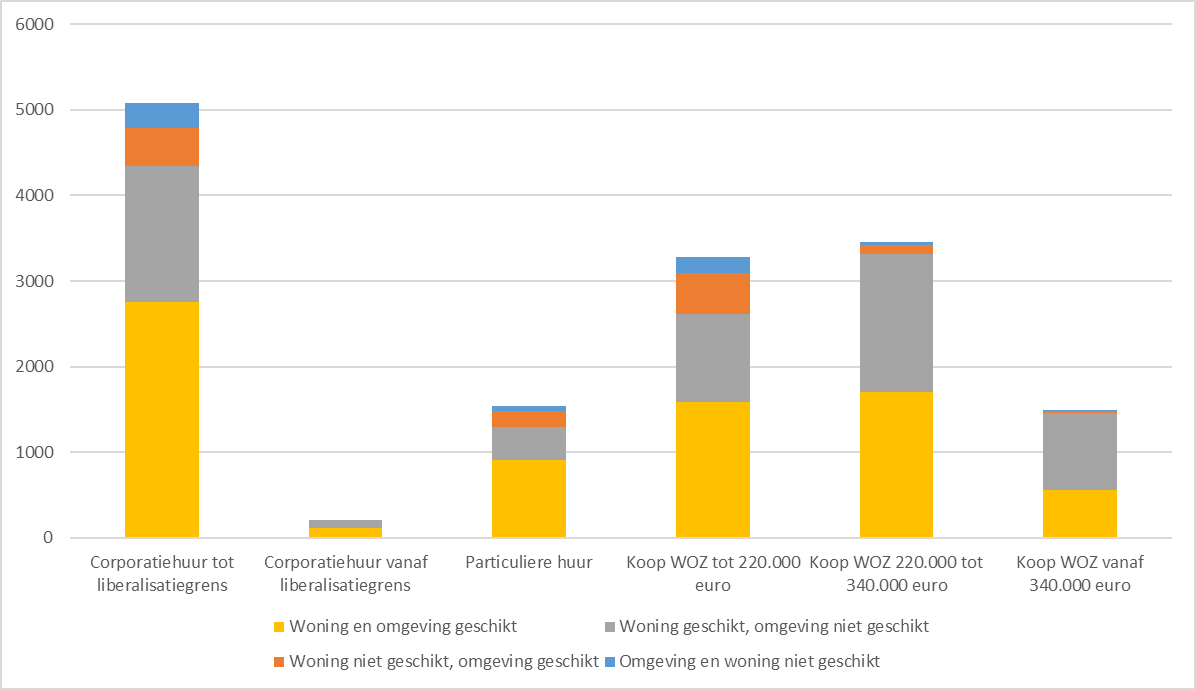 6000
5000
4000
3000
2000
1000
0
Corporatiehuur tot
liberalisatiegrens
Corporatiehuur vanaf
liberalisatiegrens
Particuliere huur
Koop WOZ tot 220.000
euro
Koop WOZ 220.000 tot
340.000 euro
Koop WOZ vanaf
340.000 euro
Woning en omgeving geschikt
Woning geschikt, omgeving niet geschikt
Woning niet geschikt, omgeving geschikt
Omgeving en woning niet geschikt